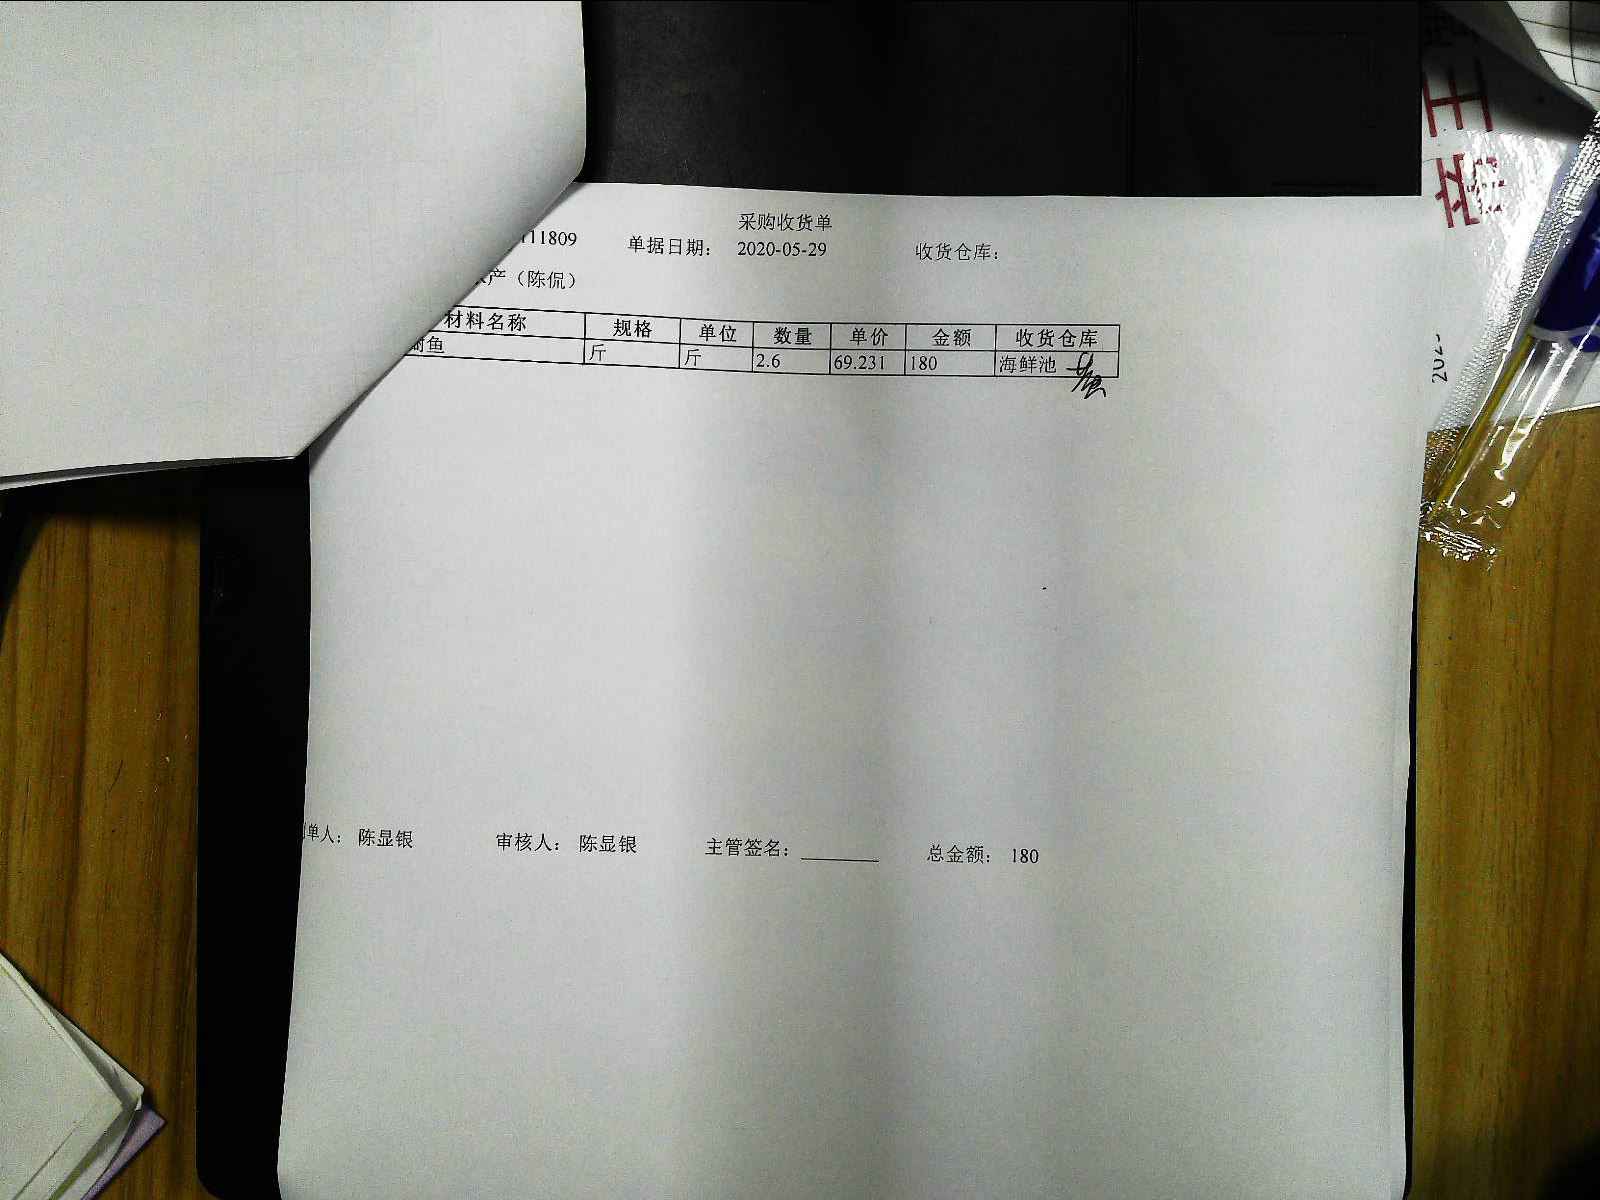 采购收货单
11809 单据日期： 2020-05-29 收货仓库：
产（陈侃）
材料名称 规格 单位 数量 单价 金额 收货仓库
鱼 斤 斤 2.6 69.231 180 海鲜池
单人： 陈显银 审核人： 陈显银 主管签名： 总金额： 180
帝王